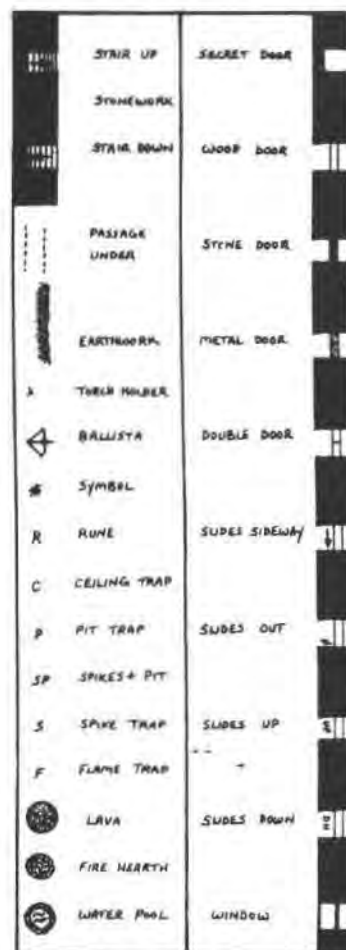 STAIR UP
STONEWORK
STAIR DOWN
PASSAGE
UNDER
EARTHWORK
TORCH HOLDER
BALLISTA
SYMBOL
R RUNE
C CEILING TRAP
P PIT TRAP
SP SPIKES + PIT
S SPIKE TRAP
F FLAME TRAP
LAVA
FIRE HEARTH
WATER POOL
SECRET DOOR
WOOD DOOR
STONE DOOR
METAL DOOR
DOUBLE DOOR
SLIDES SIDEWAY
SLIDES OUT
SLIDES UP
SLIDES DOWN
WINDOW